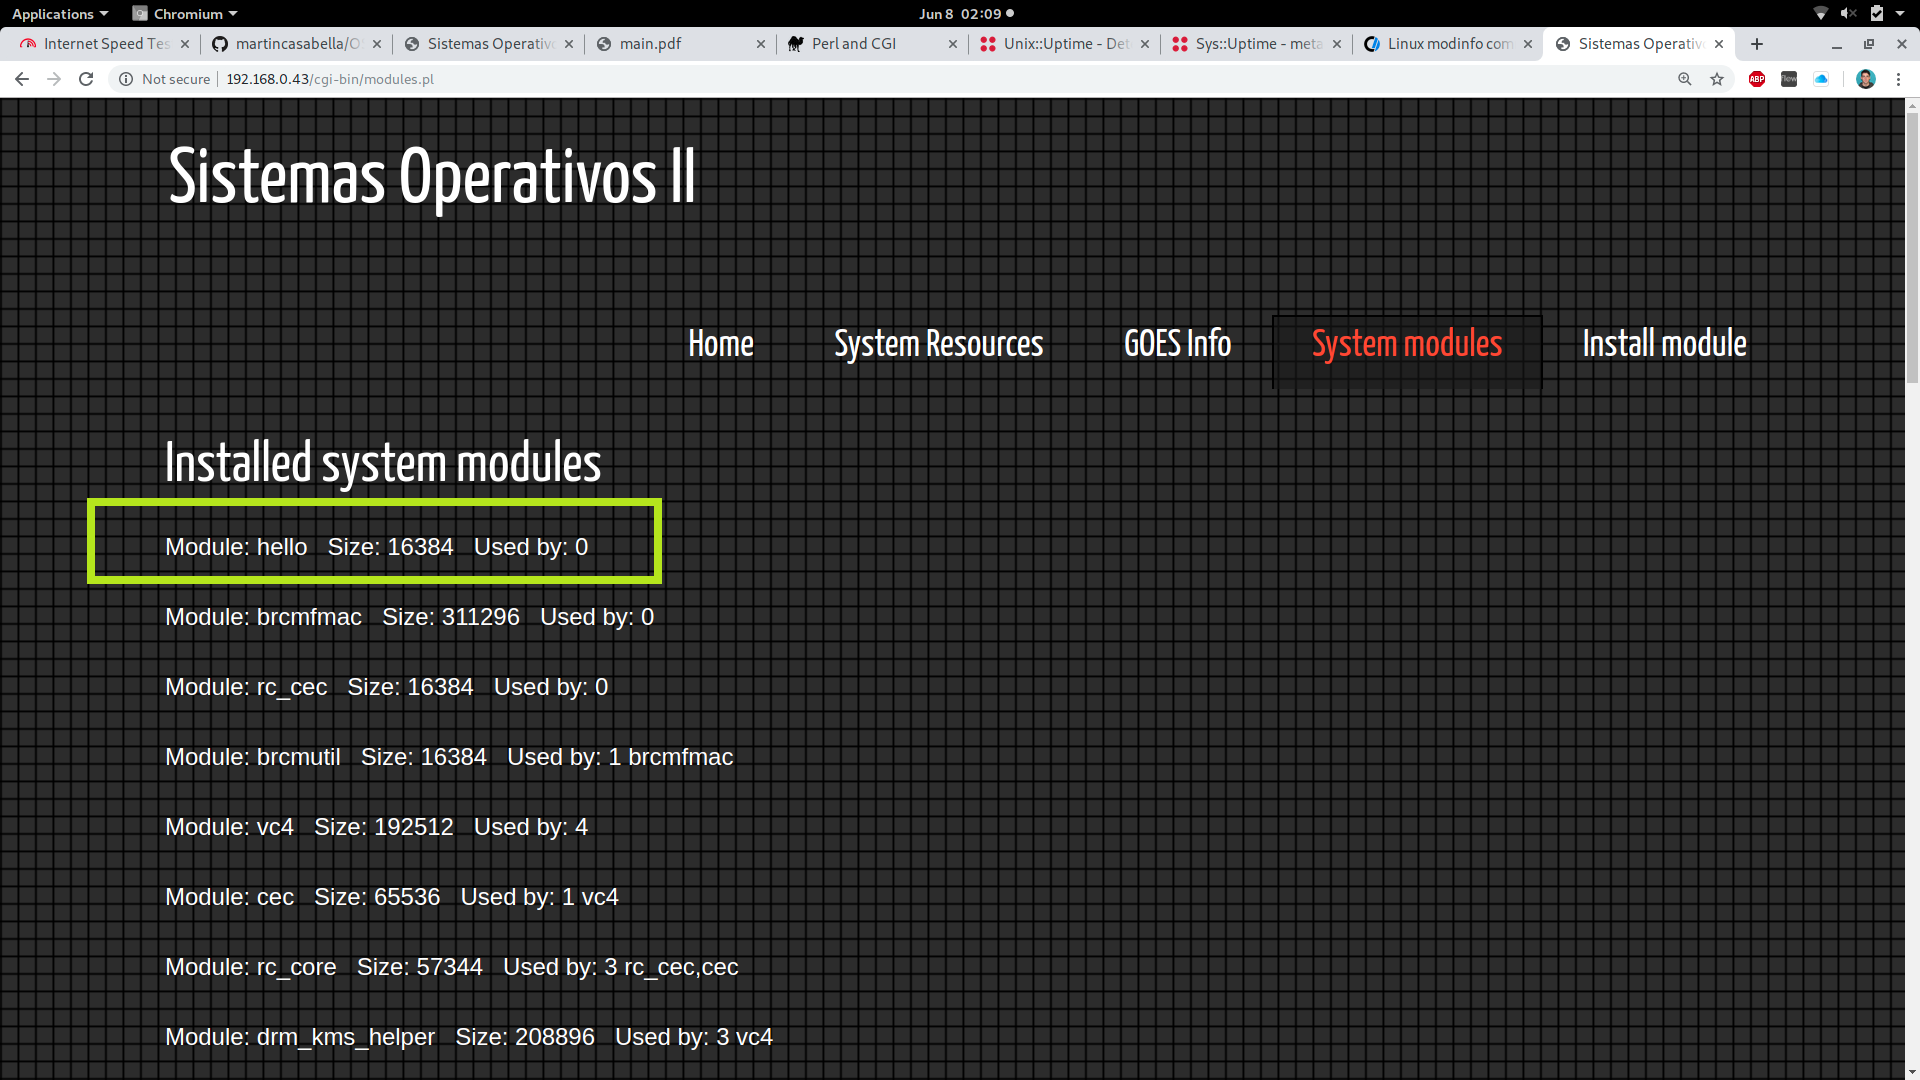 Applications Chromium Jun 8 02:09
Internet Speed Tes martincasabella/O Sistemas Operativ main.pdf Perl and CGI Unix::Uptime - Det Sys::Uptime - meta Linux modinfo com Sistemas Operativ
Not secure 192.168.0.43/cgi-bin/modules.pl ABP flow
Sistemas Operativos II
Home System Resources GOES Info System modules Install module
Installed system modules
Module: hello Size: 16384 Used by: 0
Module: brcmfmac Size: 311296 Used by: 0
Module: rc_cec Size: 16384 Used by: 0
Module: brcmutil Size: 16384 Used by: 1 brcmfmac
Module: vc4 Size: 192512 Used by: 4
Module: cec Size: 65536 Used by: 1 vc4
Module: rc_core Size: 57344 Used by: 3 rc_cec,cec
Module: drm_kms_helper Size: 208896 Used by: 3 vc4